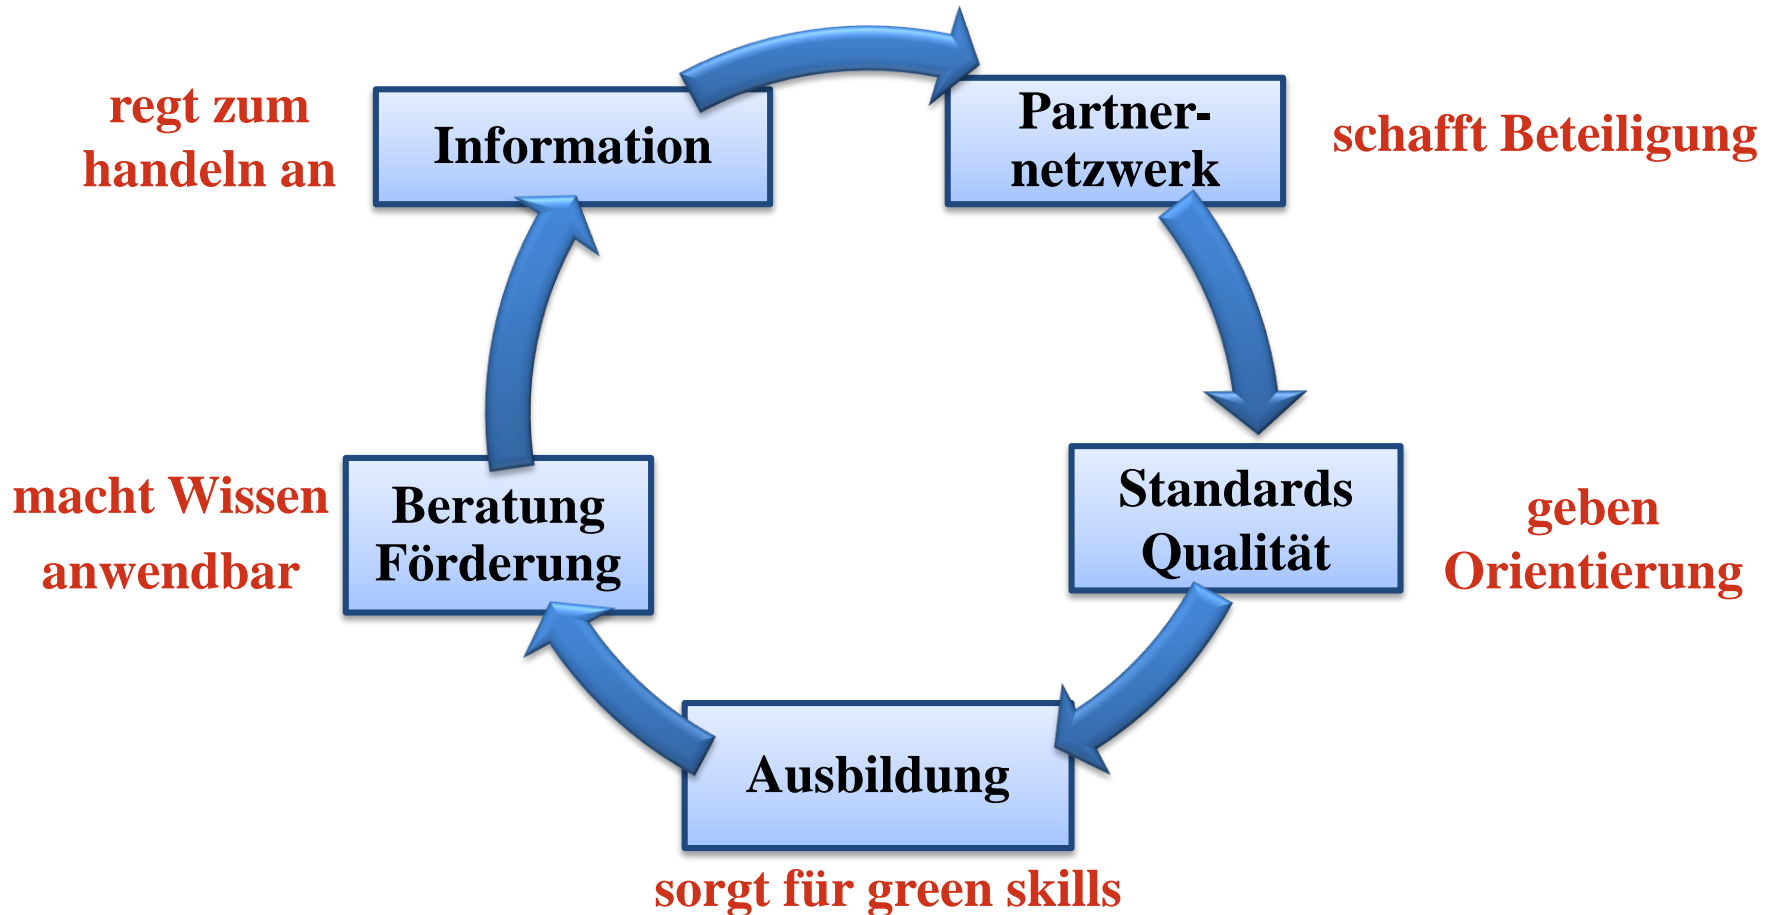 regt zum
handeln an
Information
Partner-
netzwerk
schafft Beteiligung
macht Wissen
anwendbar
Beratung
Förderung
Standards
Qualität
geben
Orientierung
Ausbildung
sorgt für green skills